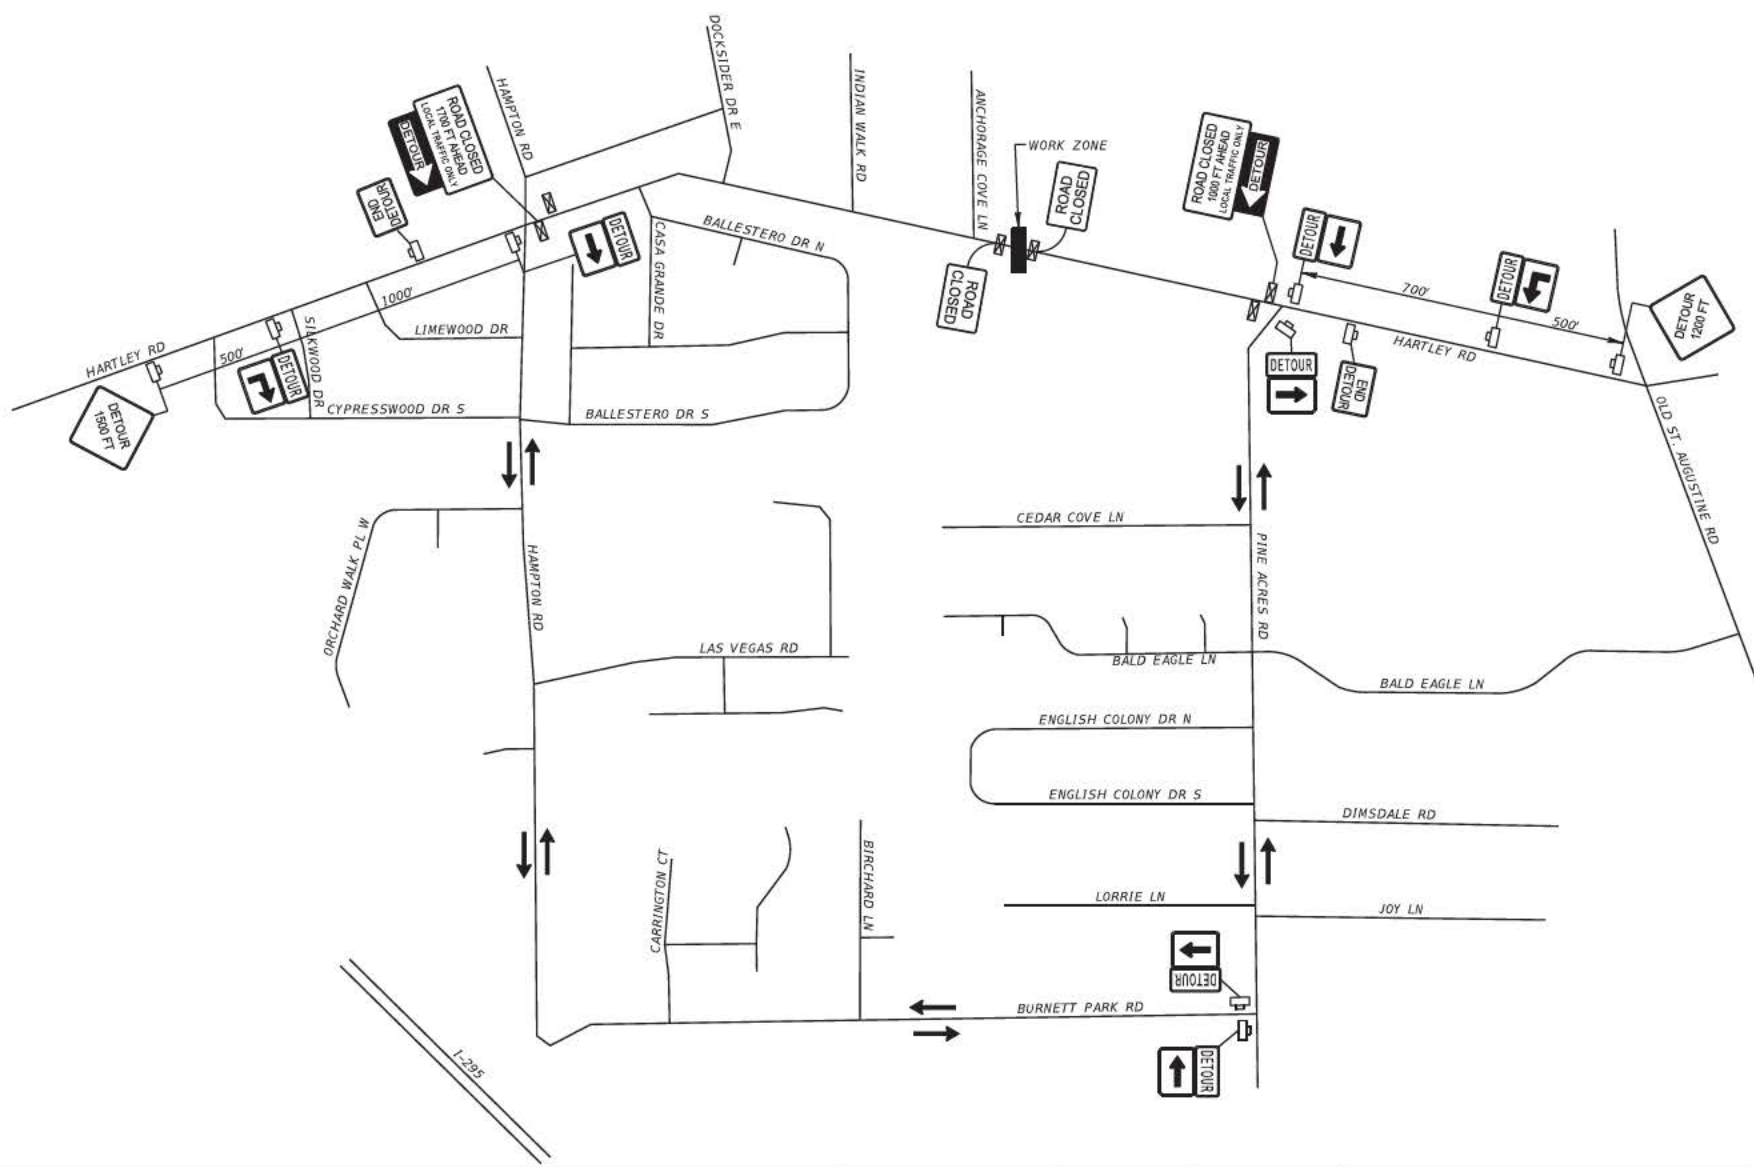 DOCKSIDER DR E
HAMPTON RD
INDIAN WALK RD
ANCHORAGE COVE LN
WORK ZONE
ROAD CLOSED
1700 FT AHEAD
LOCAL TRAFFIC ONLY
DETOUR
END
DETOUR
DETOUR
ROAD
CLOSED
ROAD
CLOSED
ROAD CLOSED
1000 FT AHEAD
LOCAL TRAFFIC ONLY
DETOUR
DETOUR
DETOUR
DETOUR
1200 FT
700'
500'
HARTLEY RD
DETOUR
END
DETOUR
OLD ST. AUGUSTINE RD
BALLESTERO DR N
CASA GRANDE DR
1000'
LIMEWOOD DR
SILKWOOD DR
HARTLEY RD
500'
DETOUR
DETOUR
1500 FT
CYPRESSWOOD DR S
BALLESTERO DR S
ORCHARD WALK PL W
HAMPTON RD
LAS VEGAS RD
CEDAR COVE LN
PINE ACRES RD
BALD EAGLE LN
BALD EAGLE LN
ENGLISH COLONY DR N
ENGLISH COLONY DR S
DIMSDALE RD
LORRIE LN
JOY LN
CARRINGTON CT
BIRCHARD LN
DETOUR
BURNETT PARK RD
DETOUR
I-295